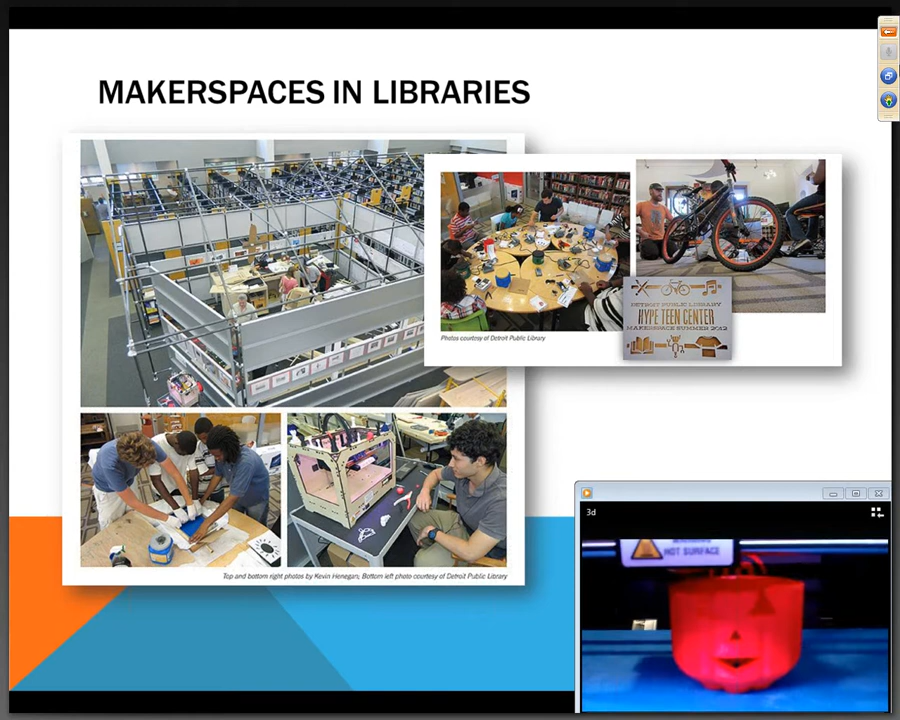 MAKERSPACES IN LIBRARIES
Photos courtesy of Detroit Public Library
DETROIT PUBLIC LIBRARY
HYPE TEEN CENTER
MAKERSPACE SUMMER 2012
Top and bottom right photos by Kevin Henegan; Bottom left photo courtesy of Detroit Public Library
3d
HOT SURFACE